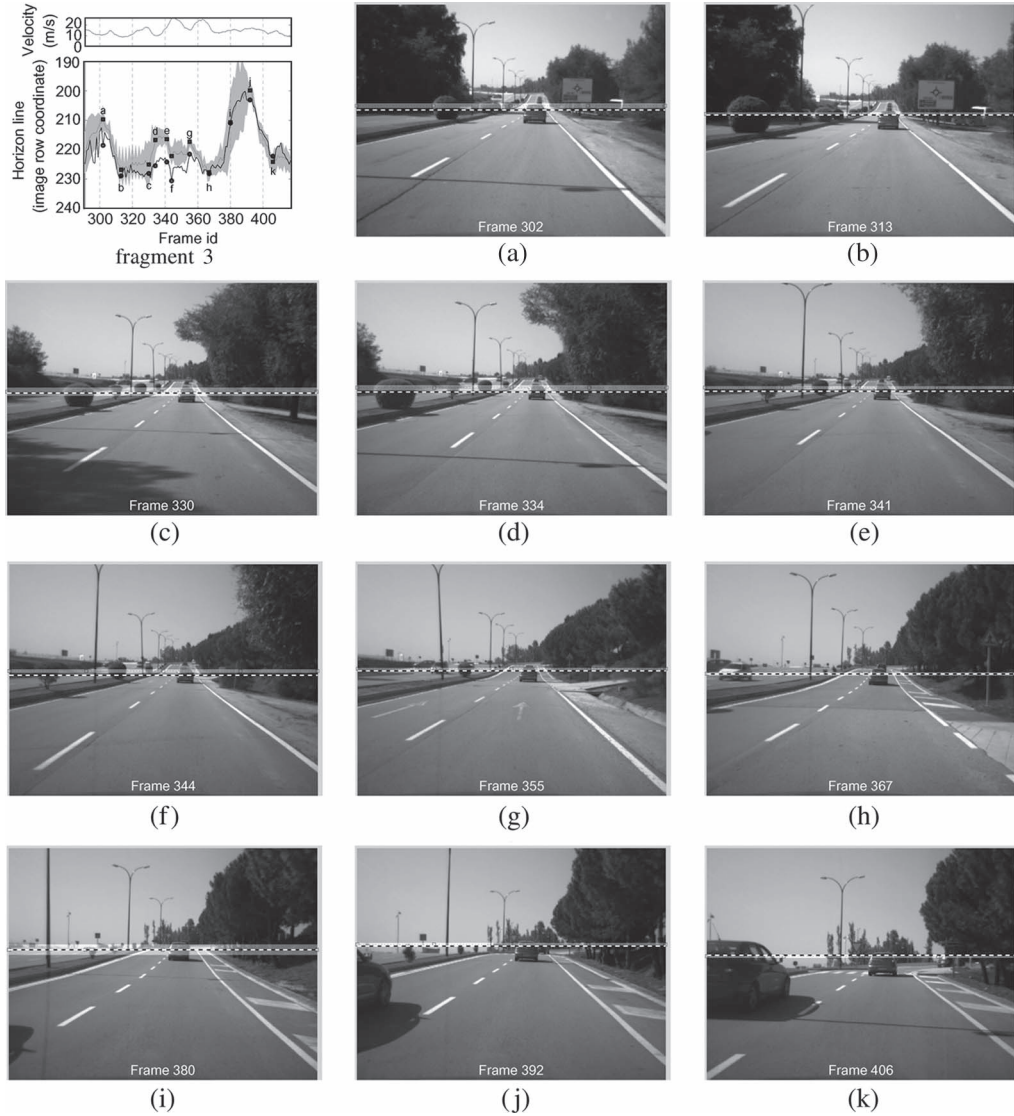 Velocity
(m/s)
20
10
0
Horizon line
(image row coordinate)
190
200
210
220
230
240
a
b
c
d
e
f
g
h
k
300 320 340 360 380 400
Frame id
fragment 3
Frame 302
(a)
Frame 313
(b)
Frame 330
(c)
Frame 334
(d)
Frame 341
(e)
Frame 344
(f)
Frame 355
(g)
Frame 367
(h)
Frame 380
(i)
Frame 392
(j)
Frame 406
(k)